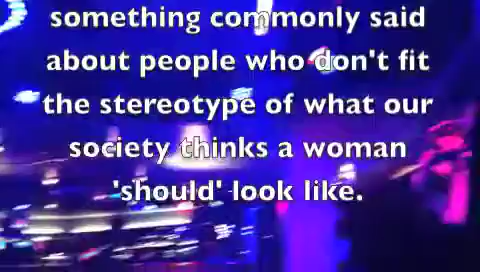 something commonly said
about people who don't fit
the stereotype of what our
society thinks a woman
'should' look like.